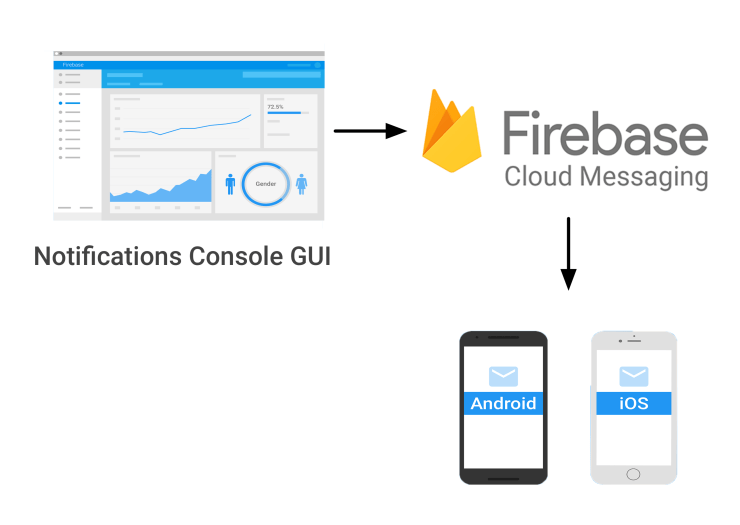 Firebase
72.5%
Gender
Notifications Console GUI
Firebase
Cloud Messaging
Android
iOS